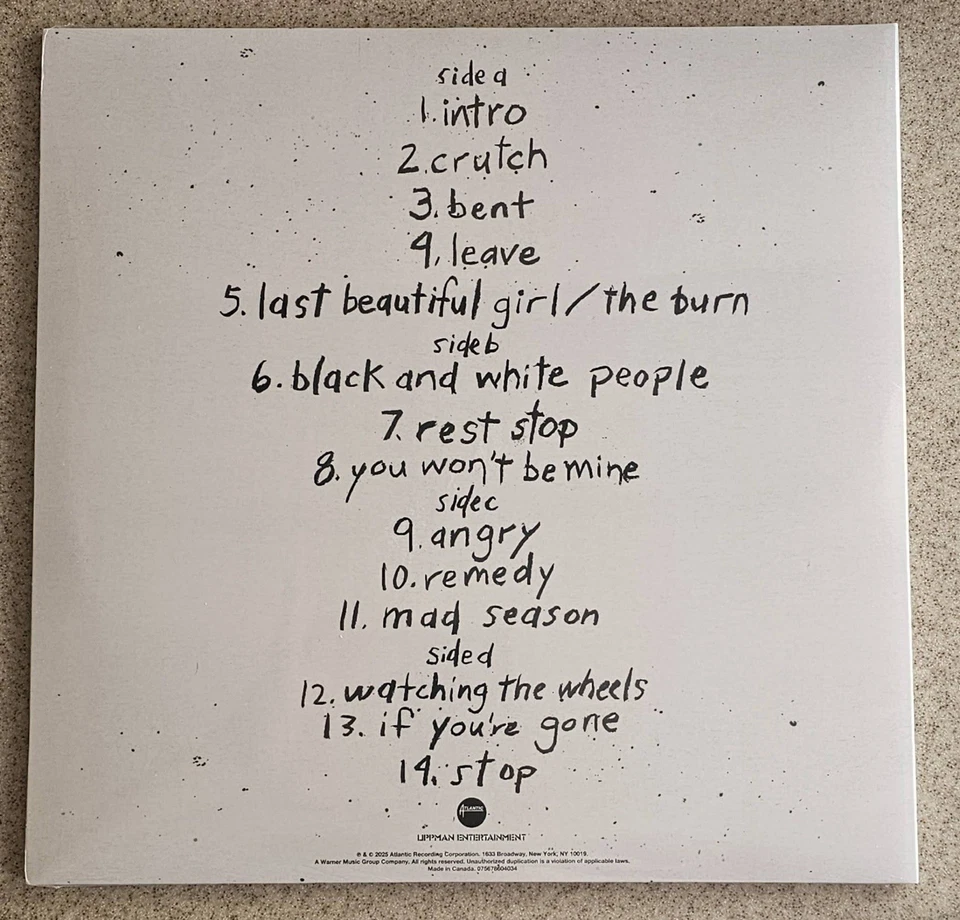 side a
1. intro
2. crutch
3. bent
4. leave
5. last beautiful girl / the burn
side b
6. black and white people
7. rest stop
8. you won't be mine
side c
9. angry
10. remedy
11. mad season
side d
12. watching the wheels
13. if you're gone
14. stop
ATLANTIC
LIPPMAN ENTERTAINMENT
℗ & © 2025 Atlantic Recording Corporation, 1633 Broadway, New York, NY 10019.
A Warner Music Group Company. All rights reserved. Unauthorized duplication is a violation of applicable laws.
Made in Canada. 075678604034